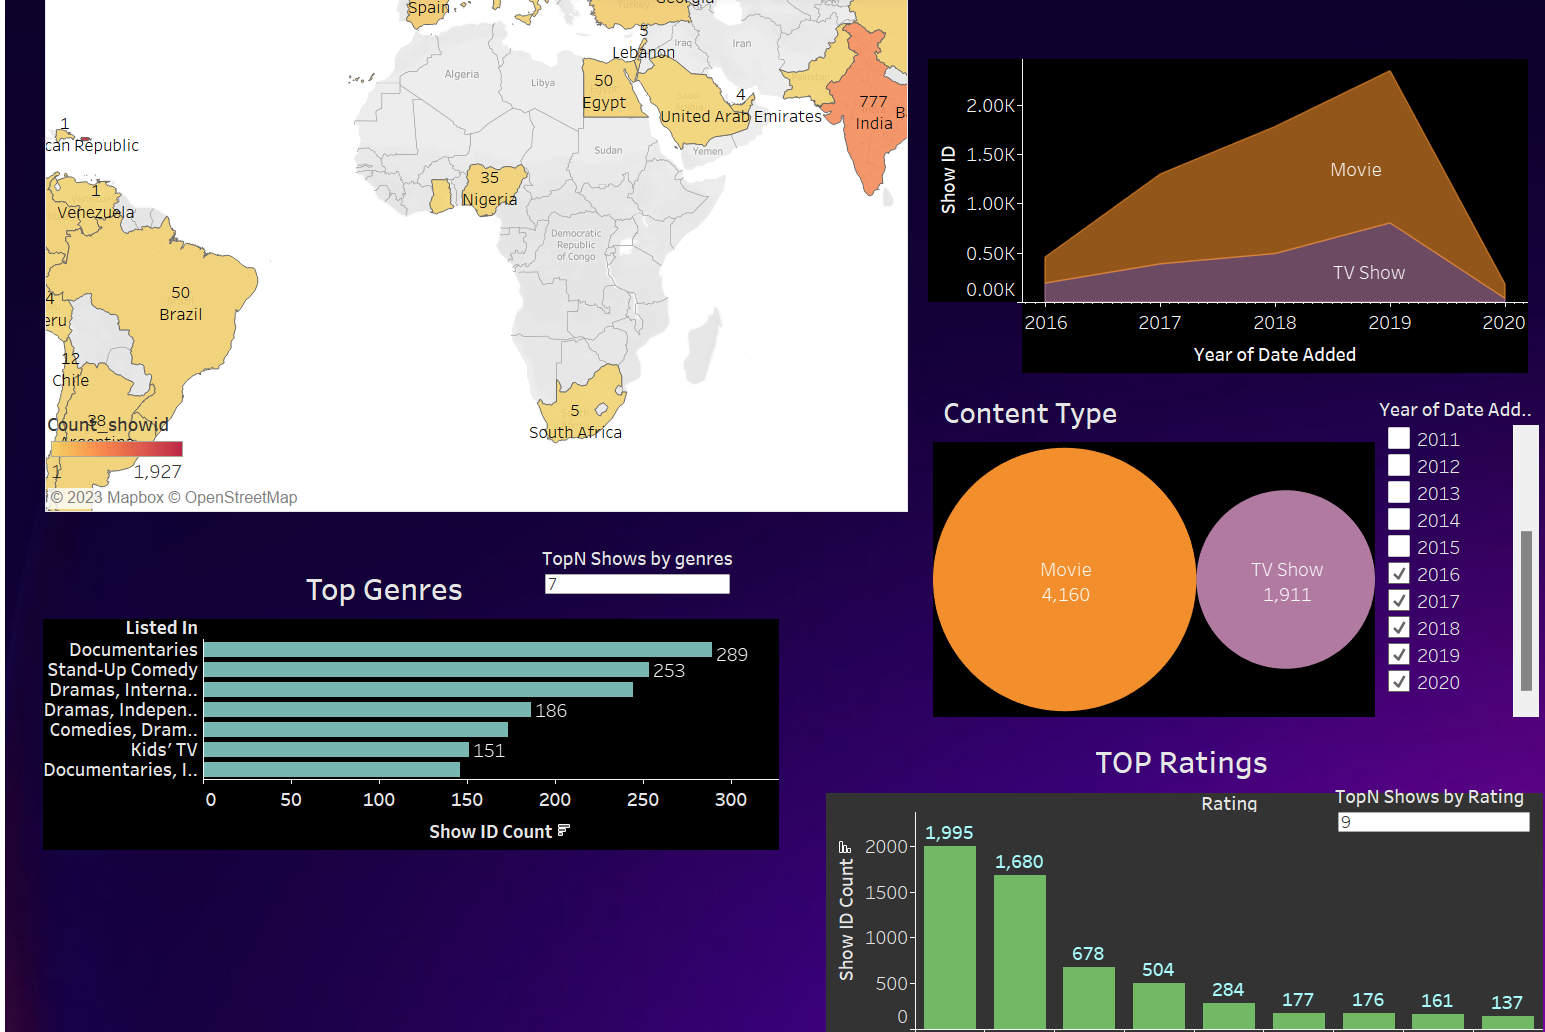 Spain
Georgia
Turkey
5
Lebanon
Iraq
Iran
Algeria
Libya
50
Egypt
Pakistan
4
United Arab Emirates
777
India
B
1
can Republic
Sudan
Yemen
35
Nigeria
1
Venezuela
Democratic
Republic
of Congo
50
Brazil
4
eru
12
Chile
38
Argentina
5
South Africa
Count_showid
1
1,927
© 2023 Mapbox © OpenStreetMap
Show ID
2.00K
1.50K
1.00K
0.50K
0.00K
Movie
TV Show
2016 2017 2018 2019 2020
Year of Date Added
Content Type
Movie
4,160
TV Show
1,911
Year of Date Add..
2011
2012
2013
2014
2015
2016
2017
2018
2019
2020
Top Genres
TopN Shows by genres
7
Listed In
Documentaries 289
Stand-Up Comedy 253
Dramas, Interna..
Dramas, Indepen.. 186
Comedies, Dram..
Kids’ TV 151
Documentaries, I..
0 50 100 150 200 250 300
Show ID Count
TOP Ratings
Rating
TopN Shows by Rating
9
Show ID Count
2000
1500
1000
500
0
1,995
1,680
678
504
284
177
176
161
137